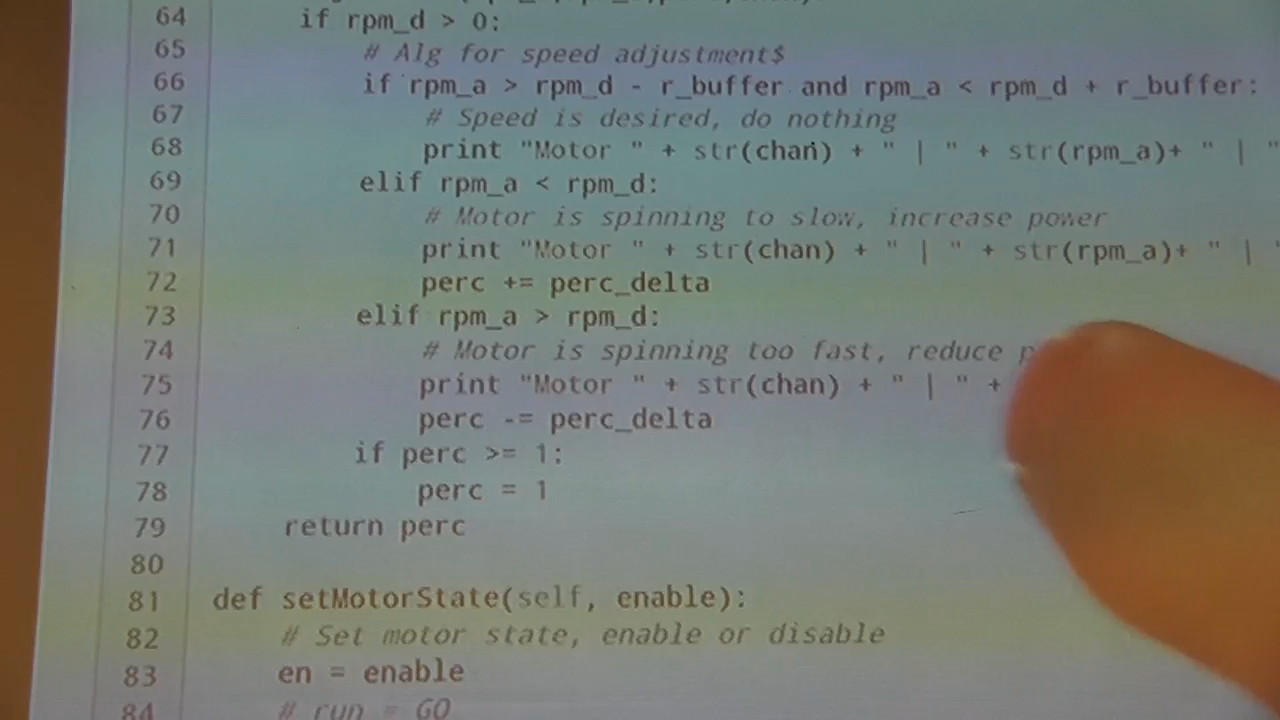 64 if rpm_d > 0:
65 # Alg for speed adjustment$
66 if rpm_a > rpm_d - r_buffer and rpm_a < rpm_d + r_buffer:
67 # Speed is desired, do nothing
68 print "Motor " + str(chan) + " | " + str(rpm_a)+ " | "
69 elif rpm_a < rpm_d:
70 # Motor is spinning to slow, increase power
71 print "Motor " + str(chan) + " | " + str(rpm_a)+ " | "
72 perc += perc_delta
73 elif rpm_a > rpm_d:
74 # Motor is spinning too fast, reduce
75 print "Motor " + str(chan) + " | " +
76 perc -= perc_delta
77 if perc >= 1:
78 perc = 1
79 return perc
80
81 def setMotorState(self, enable):
82 # Set motor state, enable or disable
83 en = enable
84 # run = GO